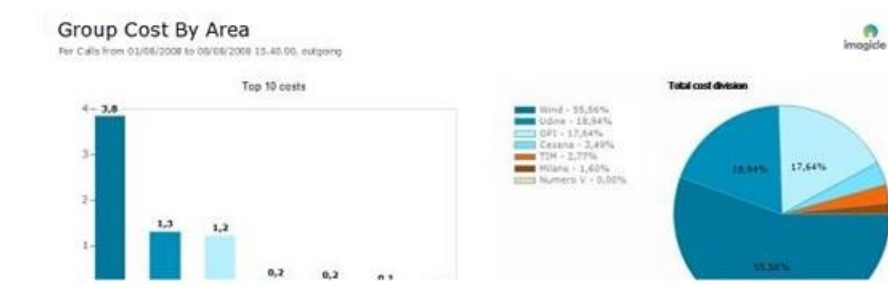 Group Cost By Area
Per Calls from 01/08/2008 to 08/08/2008 15.40.00, outgoing
imagicle
Top 10 costs
4
3,8
3
2
1
1,3
1,2
0,2
0,2
0,1
Total cost division
Wind - 55,56%
Udine - 18,94%
OPI - 17,64%
Cesena - 3,49%
TIM - 2,77%
Milano - 1,60%
Numero V - 0,00%
18,94%
17,64%
55,56%